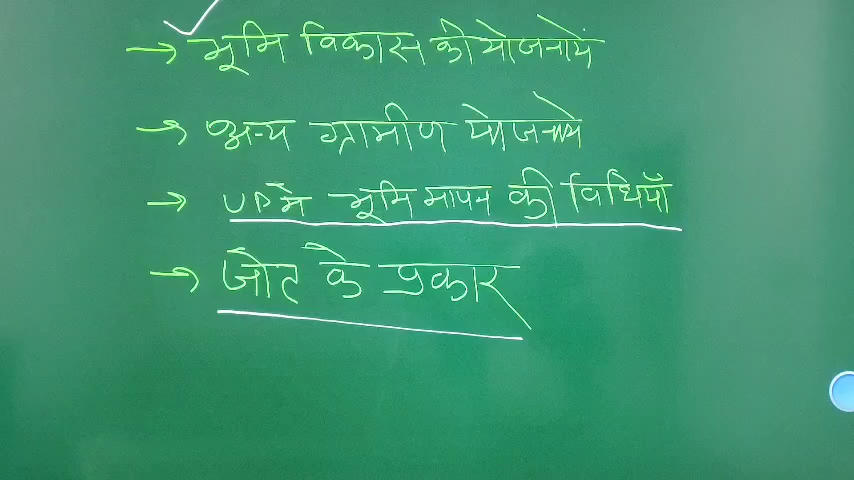 → भूमि विकास की योजनायें
→ अन्य ग्रामीण योजनायें
→ UP में भूमि मापन की विधियाँ
→ जोत के प्रकार